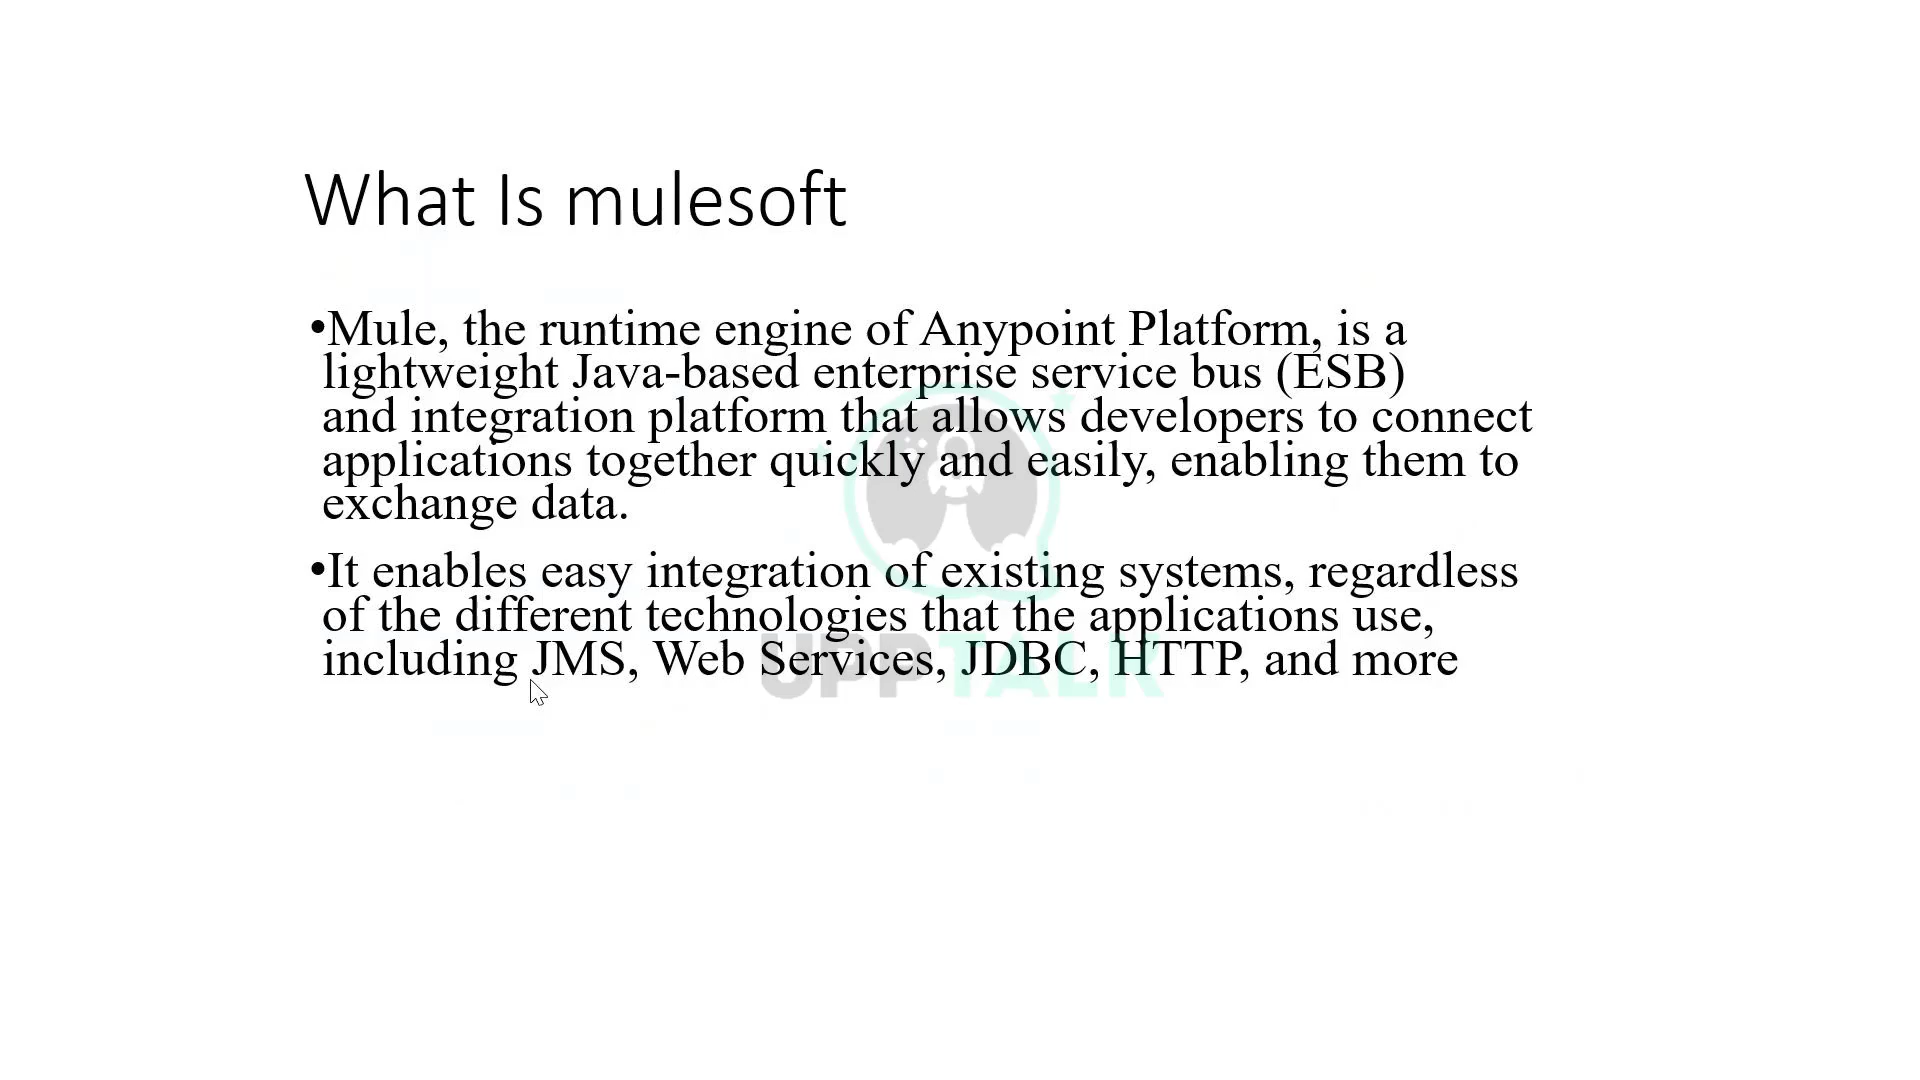 What Is mulesoft
•Mule, the runtime engine of Anypoint Platform, is a
lightweight Java-based enterprise service bus (ESB)
and integration platform that allows developers to connect
applications together quickly and easily, enabling them to
exchange data.
•It enables easy integration of existing systems, regardless
of the different technologies that the applications use,
including JMS, Web Services, JDBC, HTTP, and more
UPPTALK